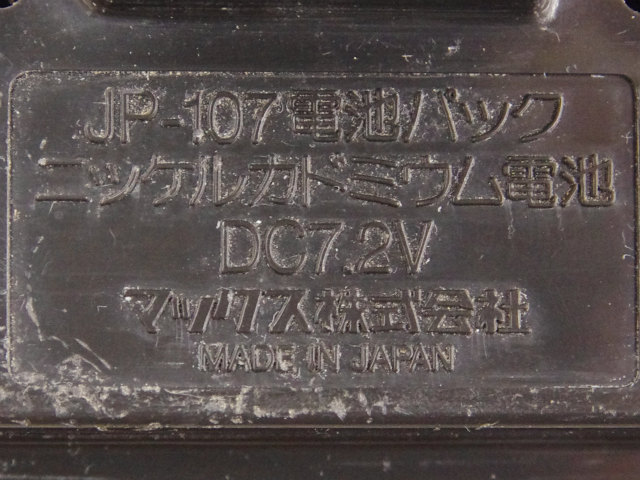 JP-107電池パック
ニッケルカドミウム電池
DC7.2V
マックス株式会社
MADE IN JAPAN